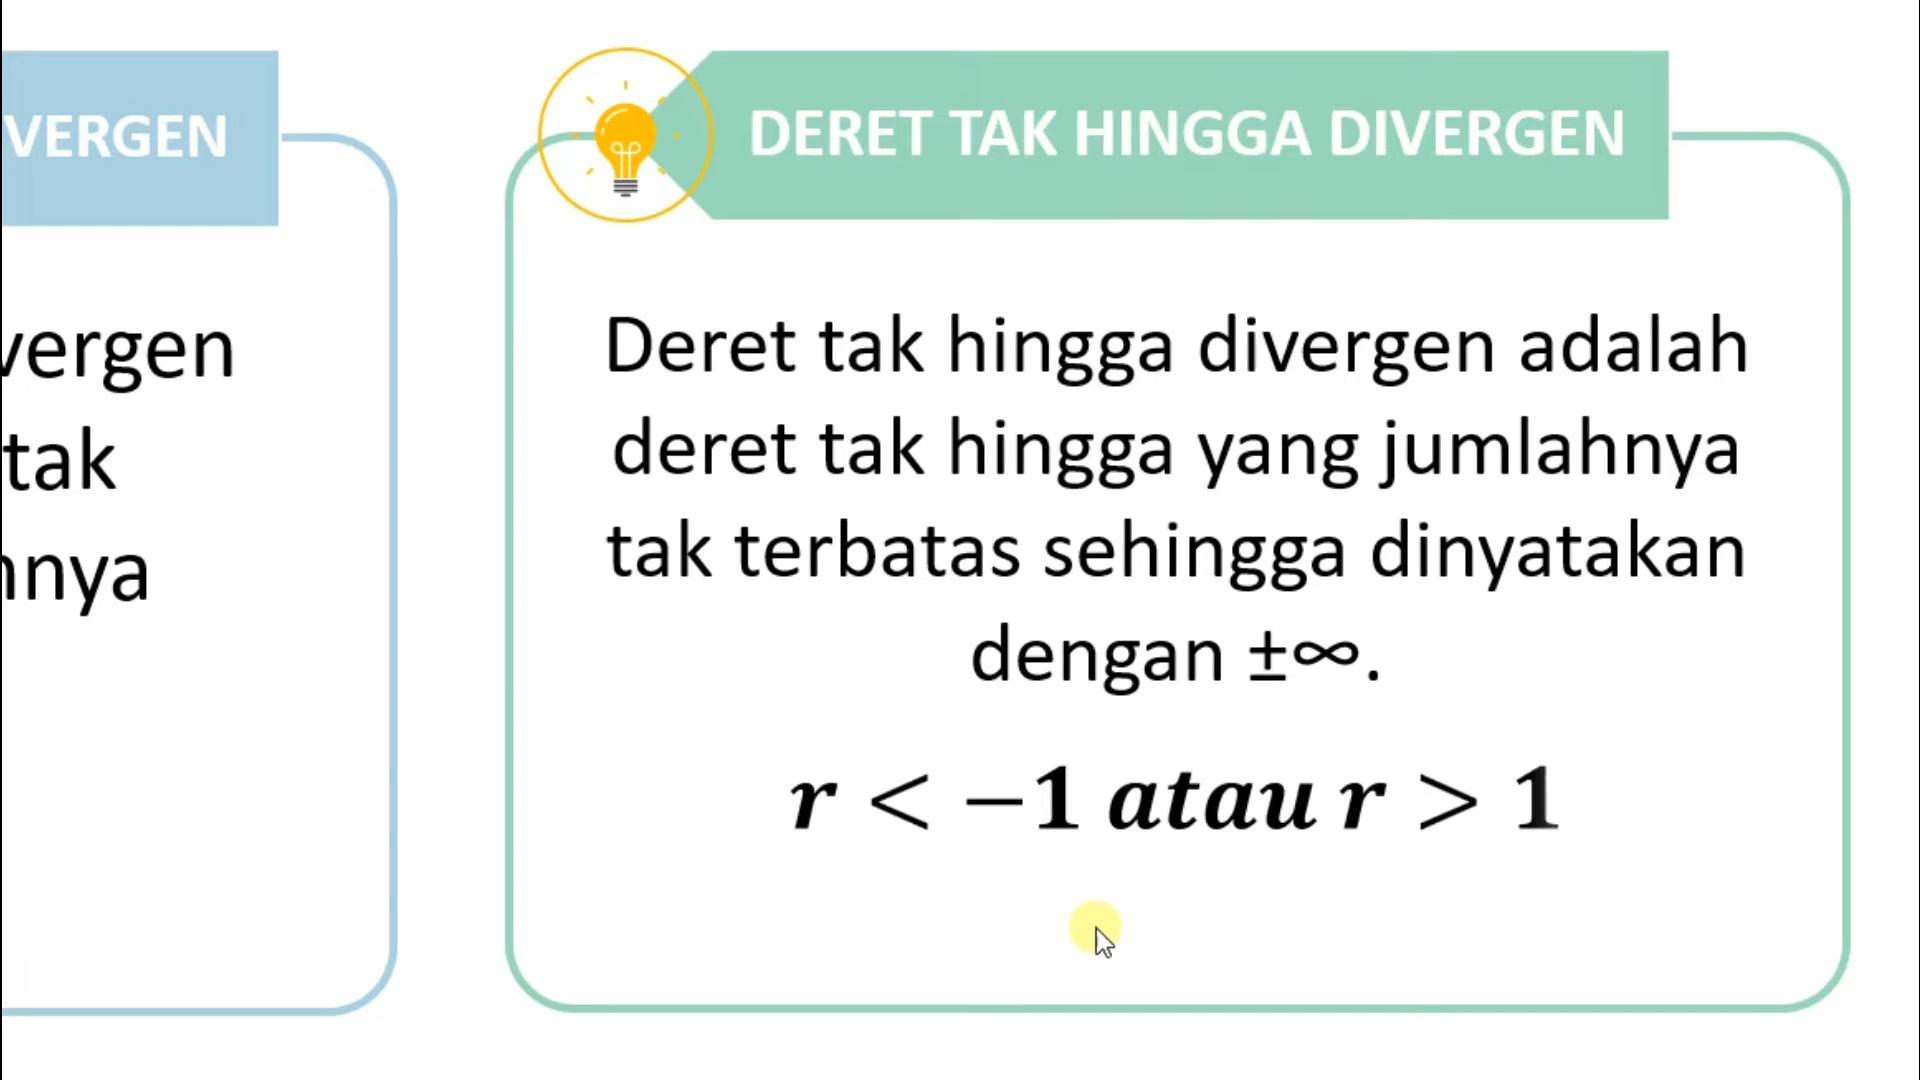 VERGEN
vergen
tak
nya
DERET TAK HINGGA DIVERGEN
Deret tak hingga divergen adalah
deret tak hingga yang jumlahnya
tak terbatas sehingga dinyatakan
dengan ±∞.
r < −1 atau r > 1